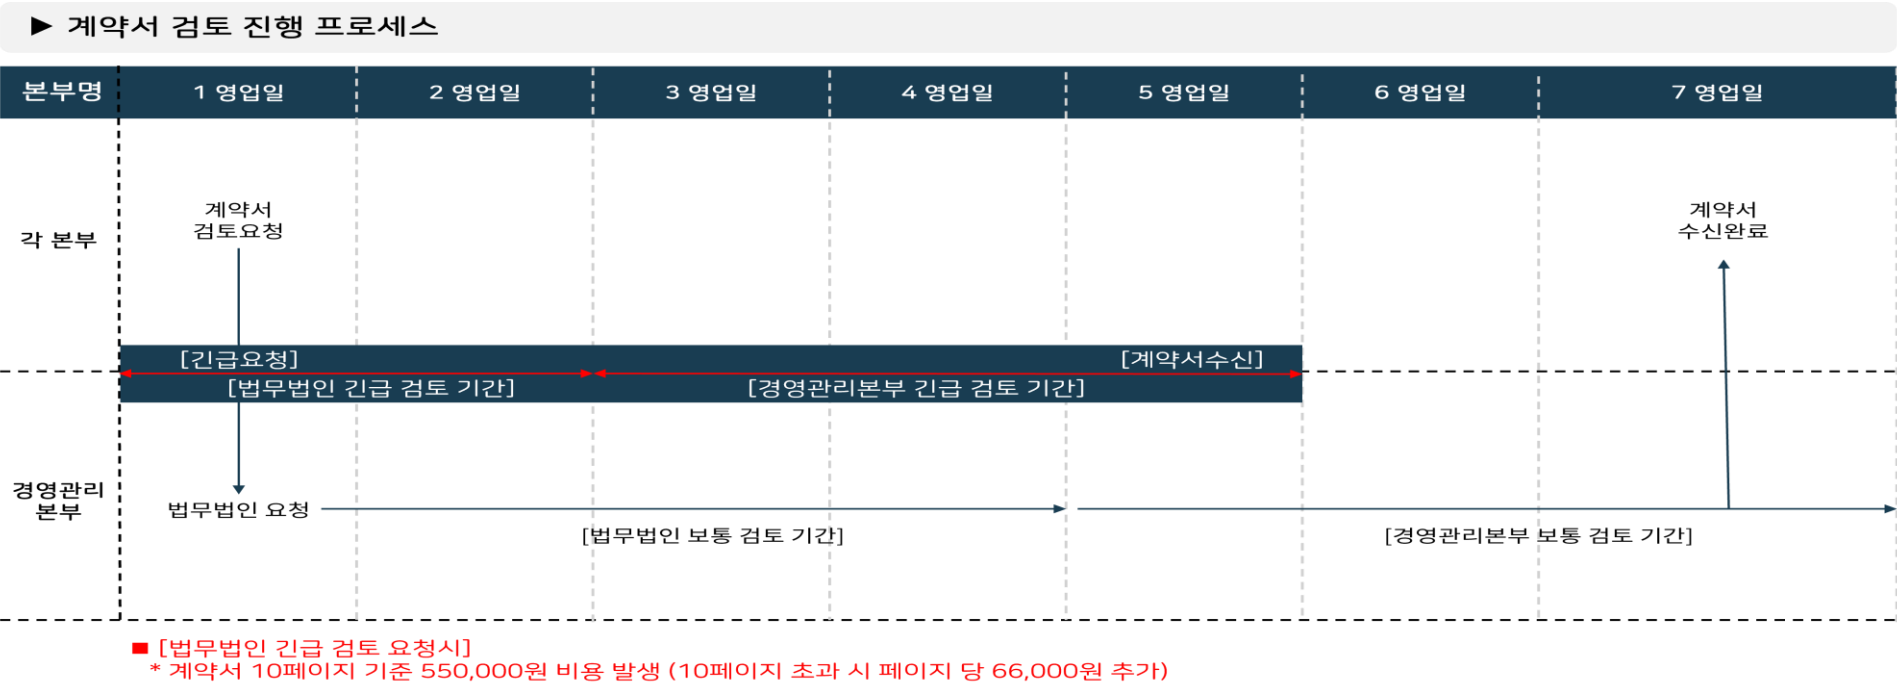 ▶ 계약서 검토 진행 프로세스
본부명 1 영업일 2 영업일 3 영업일 4 영업일 5 영업일 6 영업일 7 영업일
각 본부
계약서
검토요청
계약서
수신완료
[긴급요청] [계약서수신]
[법무법인 긴급 검토 기간] [경영관리본부 긴급 검토 기간]
경영관리
본부
법무법인 요청
[법무법인 보통 검토 기간] [경영관리본부 보통 검토 기간]
■ [법무법인 긴급 검토 요청시]
* 계약서 10페이지 기준 550,000원 비용 발생 (10페이지 초과 시 페이지 당 66,000원 추가)